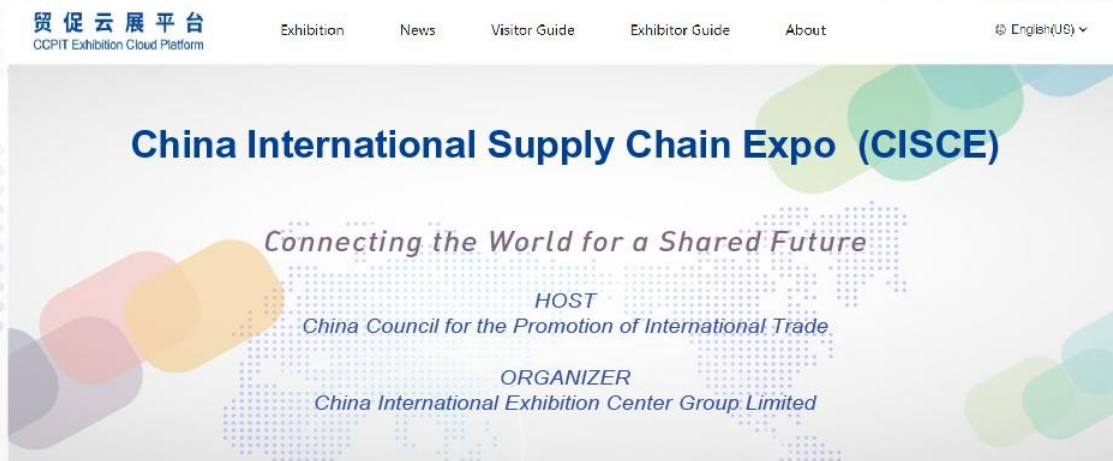 贸促云展平台
CCPIT Exhibition Cloud Platform
Exhibition News Visitor Guide Exhibitor Guide About English(US)
China International Supply Chain Expo (CISCE)
Connecting the World for a Shared Future
HOST
China Council for the Promotion of International Trade
ORGANIZER
China International Exhibition Center Group Limited